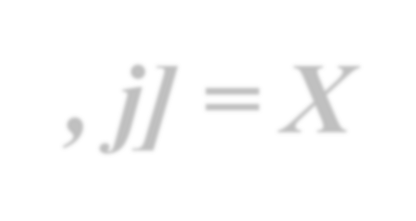 , j] = X